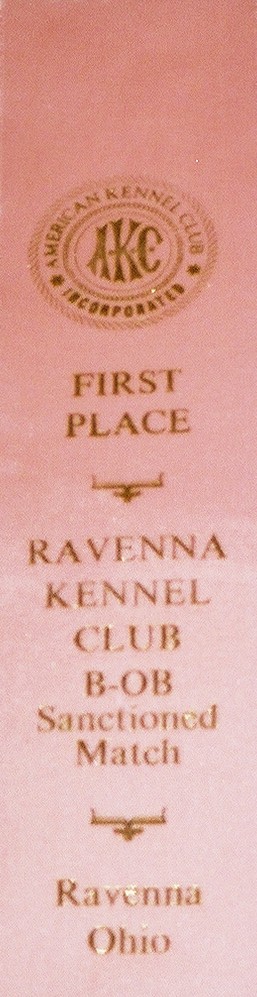 AMERICAN KENNEL CLUB
AKC
INCORPORATED
FIRST
PLACE
RAVENNA
KENNEL
CLUB
B-OB
Sanctioned
Match
Ravenna
Ohio